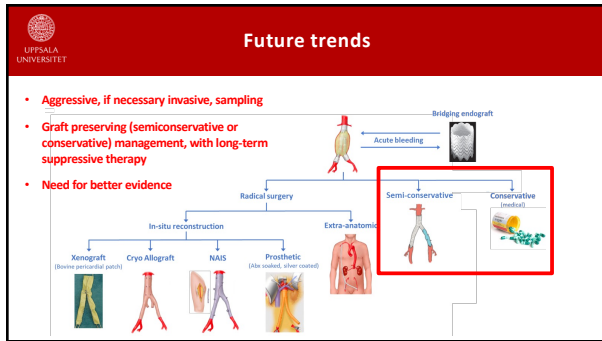 UPPSALA
UNIVERSITET
Future trends
• Aggressive, if necessary invasive, sampling
• Graft preserving (semiconservative or
conservative) management, with long-term
suppressive therapy
• Need for better evidence
Bridging endograft
Acute bleeding
Radical surgery
Semi-conservative
Conservative
(medical)
In-situ reconstruction
Extra-anatomic
Xenograft
(Bovine pericardial patch)
Cryo Allograft
NAIS
Prosthetic
(Abx soaked, silver coated)